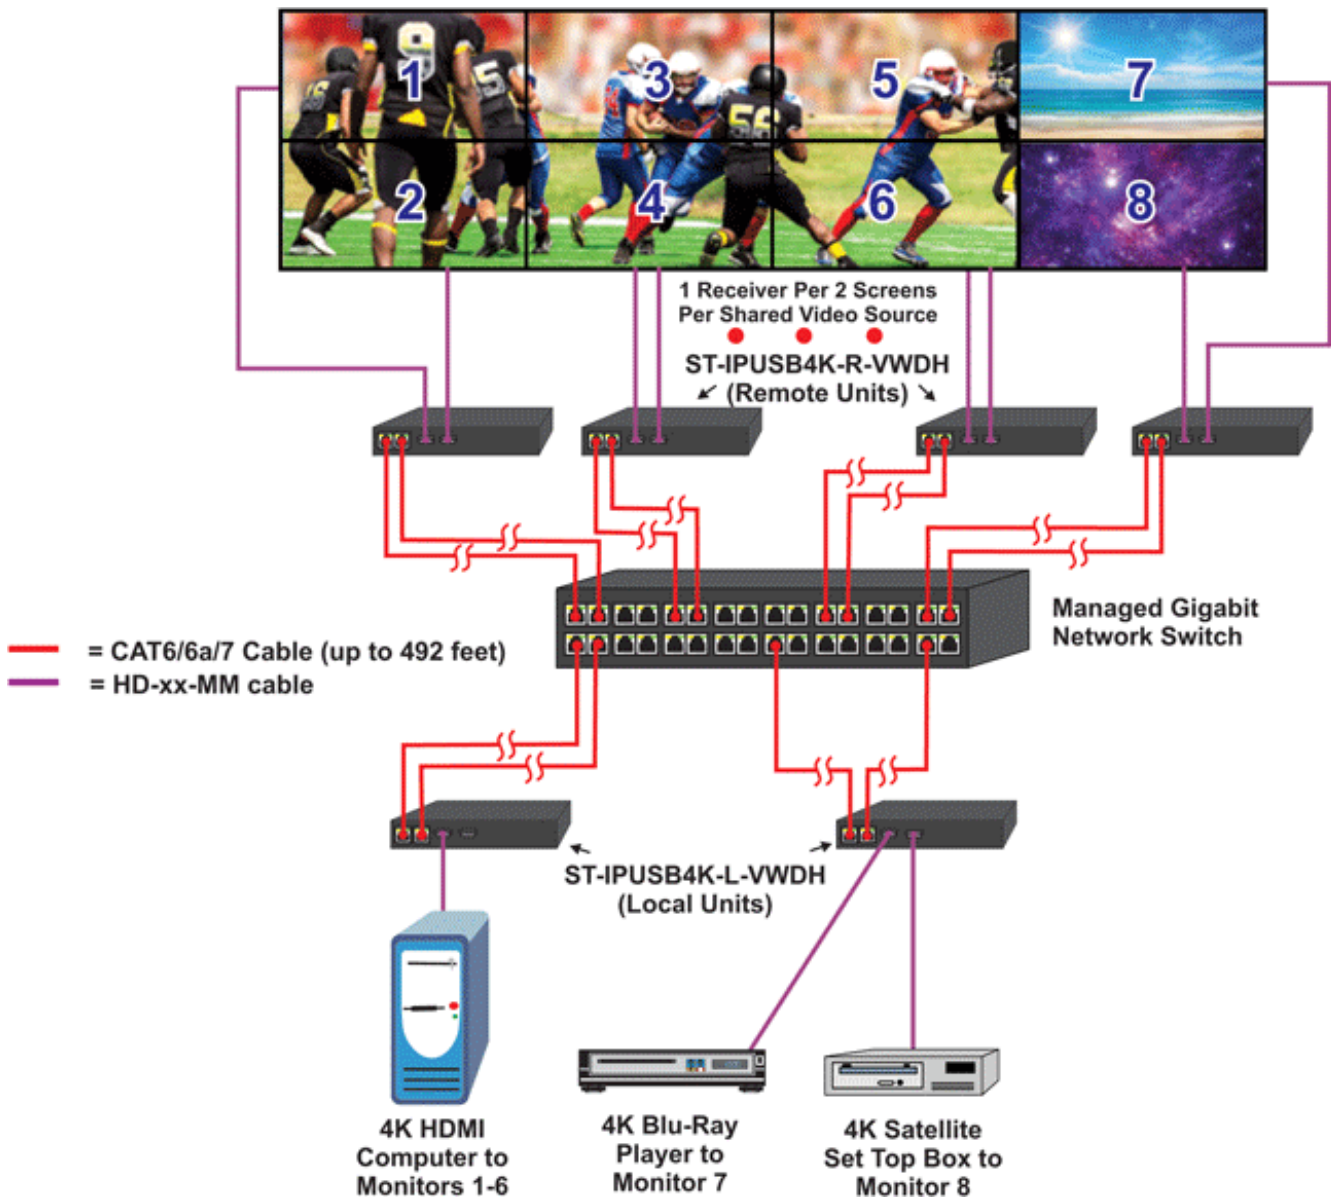 1
3
5
7
2
4
6
8
9
55
56
1 Receiver Per 2 Screens
Per Shared Video Source
ST-IPUSB4K-R-VWDH
(Remote Units)
Managed Gigabit
Network Switch
= CAT6/6a/7 Cable (up to 492 feet)
= HD-xx-MM cable
ST-IPUSB4K-L-VWDH
(Local Units)
4K HDMI
Computer to
Monitors 1-6
4K Blu-Ray
Player to
Monitor 7
4K Satellite
Set Top Box to
Monitor 8